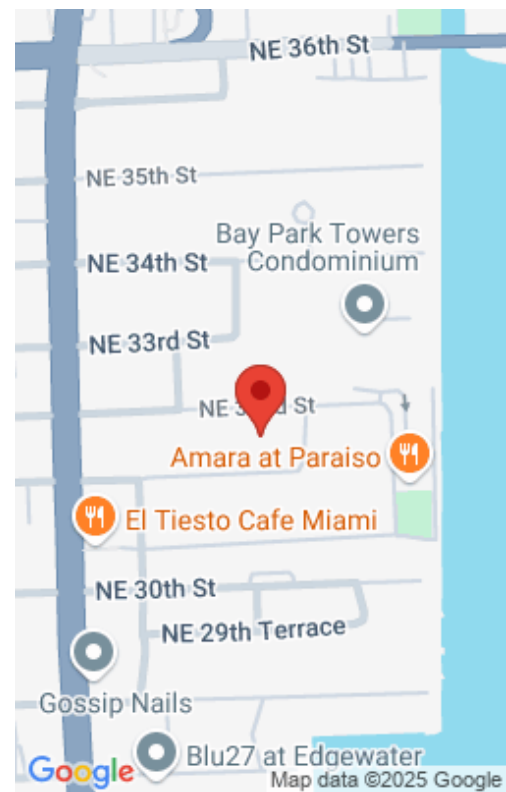 NE 36th St
NE 35th St
Bay Park Towers
Condominium
NE 34th St
NE 33rd St
NE 3 d St
Amara at Paraiso
El Tiesto Cafe Miami
NE 30th St
NE 29th Terrace
Gossip Nails
Blu27 at Edgewater
Google
Map data ©2025 Google